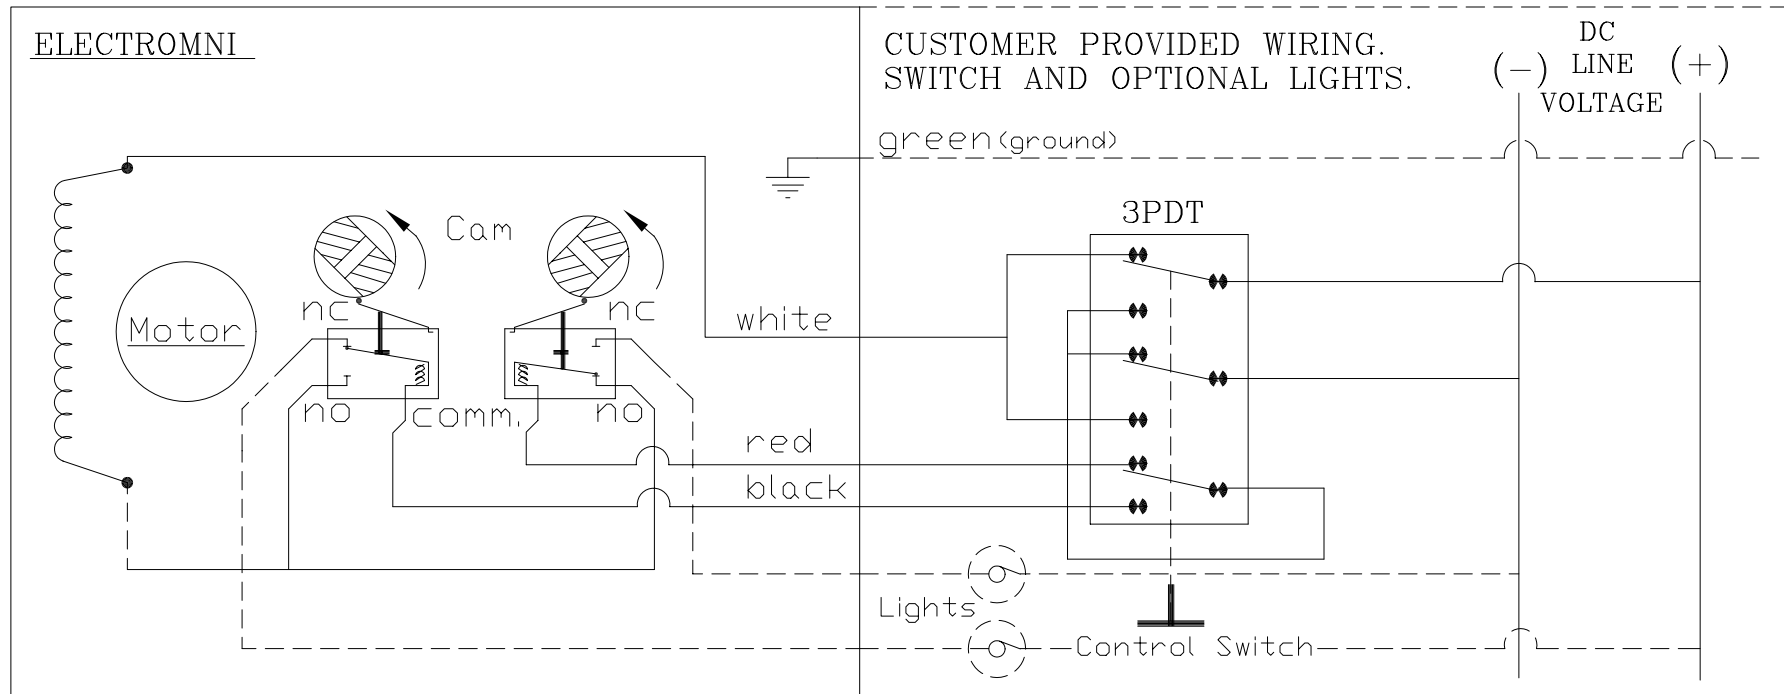 ELECTROMNI
CUSTOMER PROVIDED WIRING.
SWITCH AND OPTIONAL LIGHTS.
DC
(-) LINE (+)
VOLTAGE
green(ground)
3PDT
Cam
nc
nc
Motor
white
no
comm.
no
red
black
Lights
Control Switch